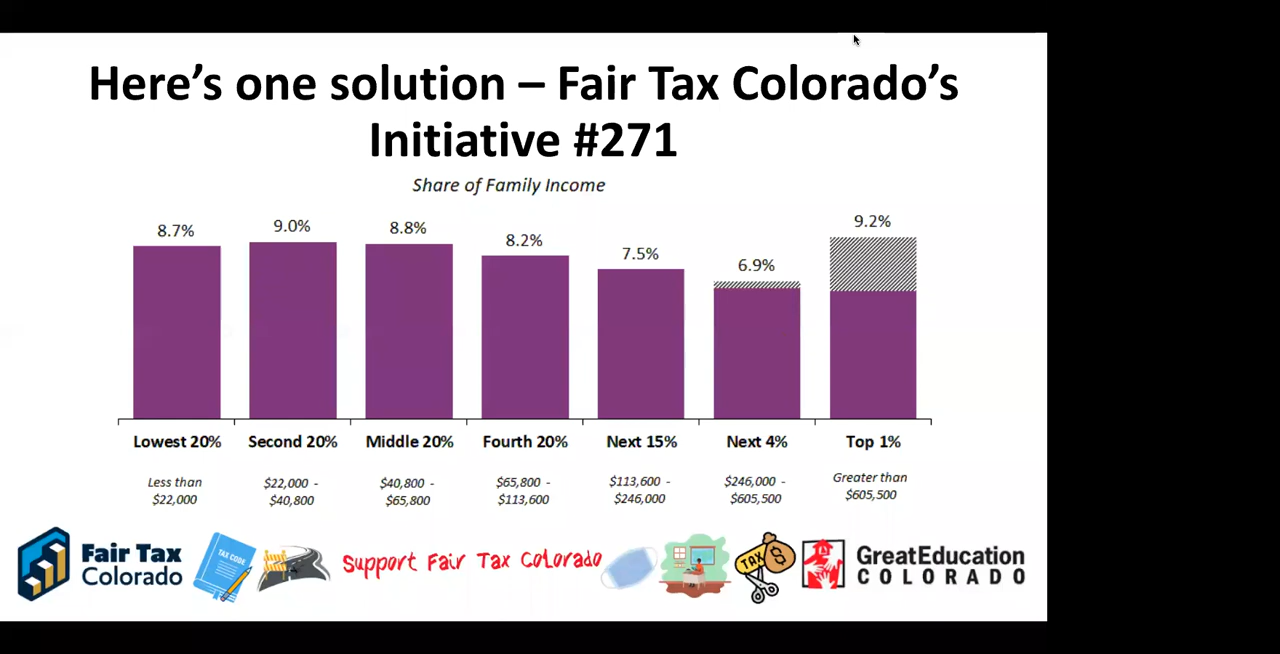 Here’s one solution – Fair Tax Colorado’s
Initiative #271
Share of Family Income
8.7%
9.0%
8.8%
8.2%
7.5%
6.9%
9.2%
Lowest 20%
Second 20%
Middle 20%
Fourth 20%
Next 15%
Next 4%
Top 1%
Less than
$22,000
$22,000 -
$40,800
$40,800 -
$65,800
$65,800 -
$113,600
$113,600 -
$246,000
$246,000 -
$605,500
Greater than
$605,500
Fair Tax
Colorado
TAX CODE
Support Fair Tax Colorado
TAX
$
GreatEducation
COLORADO